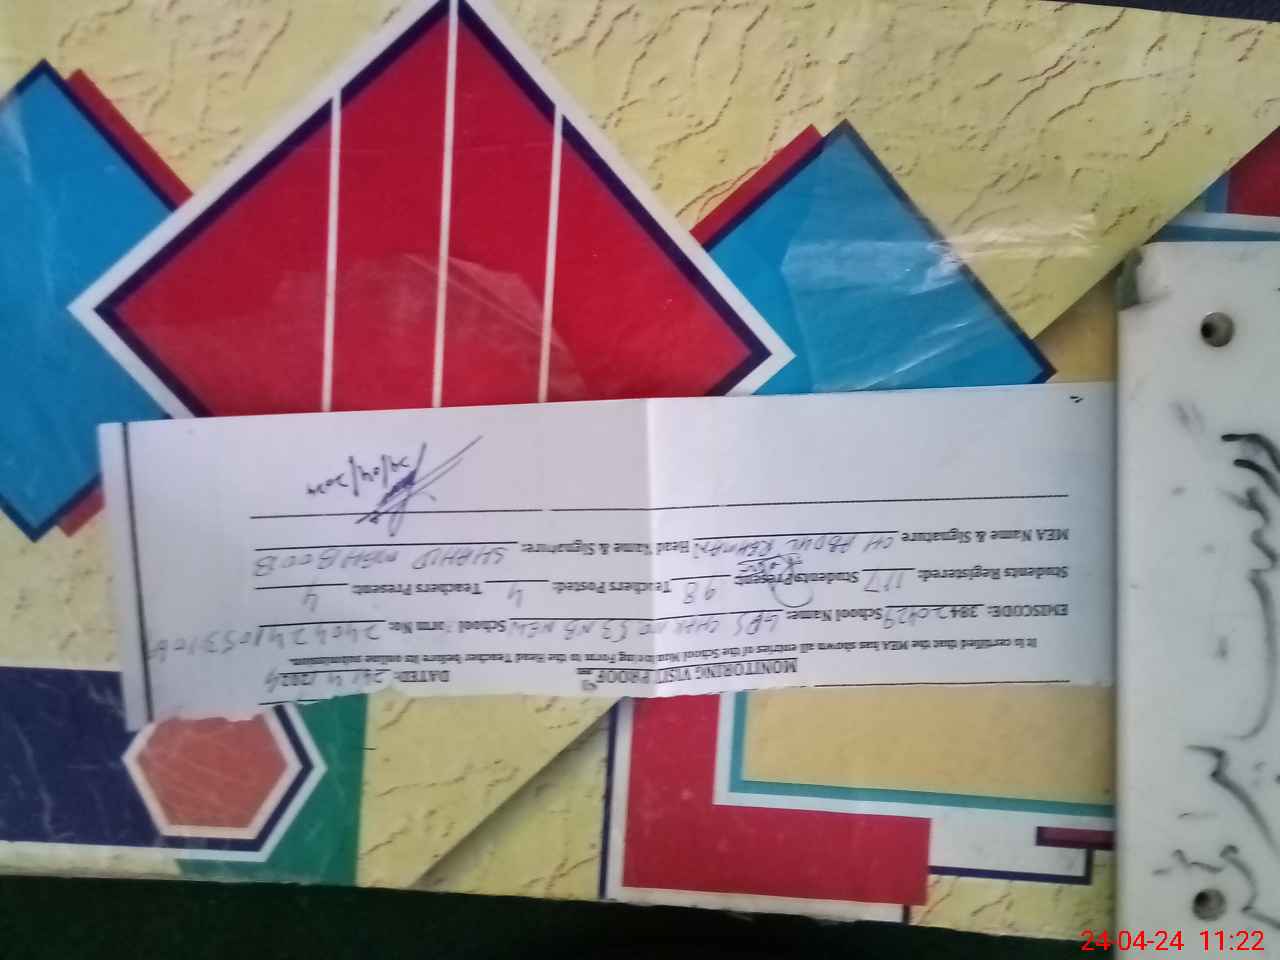 MONITORING VISIT PROOF DATED: 24/4/2024
It is certified that the MEA has shown all entries of the School Monitoring Form to the Head Teacher before its online submission.
EMISCODE: 38420429 School Name: GPS CHAK NO 53 NB NEW School Form No:
Students Registered: 117 Students Present: 98 Teachers Posted: 4 Teachers Present: 4
MEA Name & Signature CH ABDUL REHMAN Head Name & Signature: SHAHID MEHBOOB
24/04/2024
24-04-24 11:22